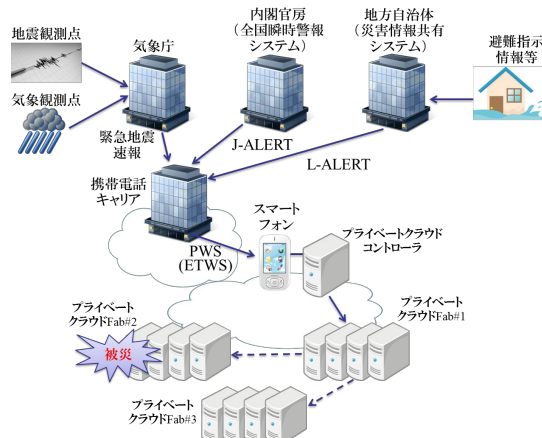 地震観測点
気象観測点
気象庁
内閣官房
（全国瞬時警報
システム）
地方自治体
（災害情報共有
システム）
避難指示
情報等
緊急地震
速報
J-ALERT
L-ALERT
携帯電話
キャリア
PWS
(ETWS)
スマート
フォン
プライベートクラウド
コントローラ
プライベート
クラウドFab#2
被災
プライベート
クラウドFab#1
プライベート
クラウドFab#3